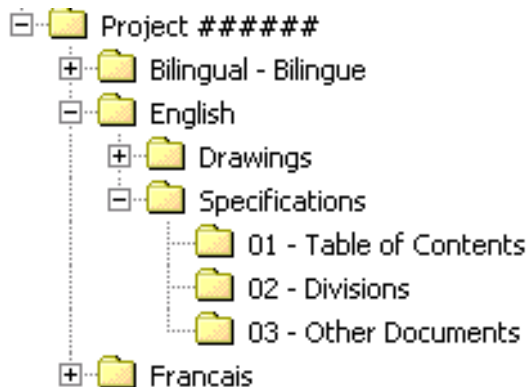 Project ######
Bilingual - Bilingue
English
Drawings
Specifications
01 - Table of Contents
02 - Divisions
03 - Other Documents
Francais